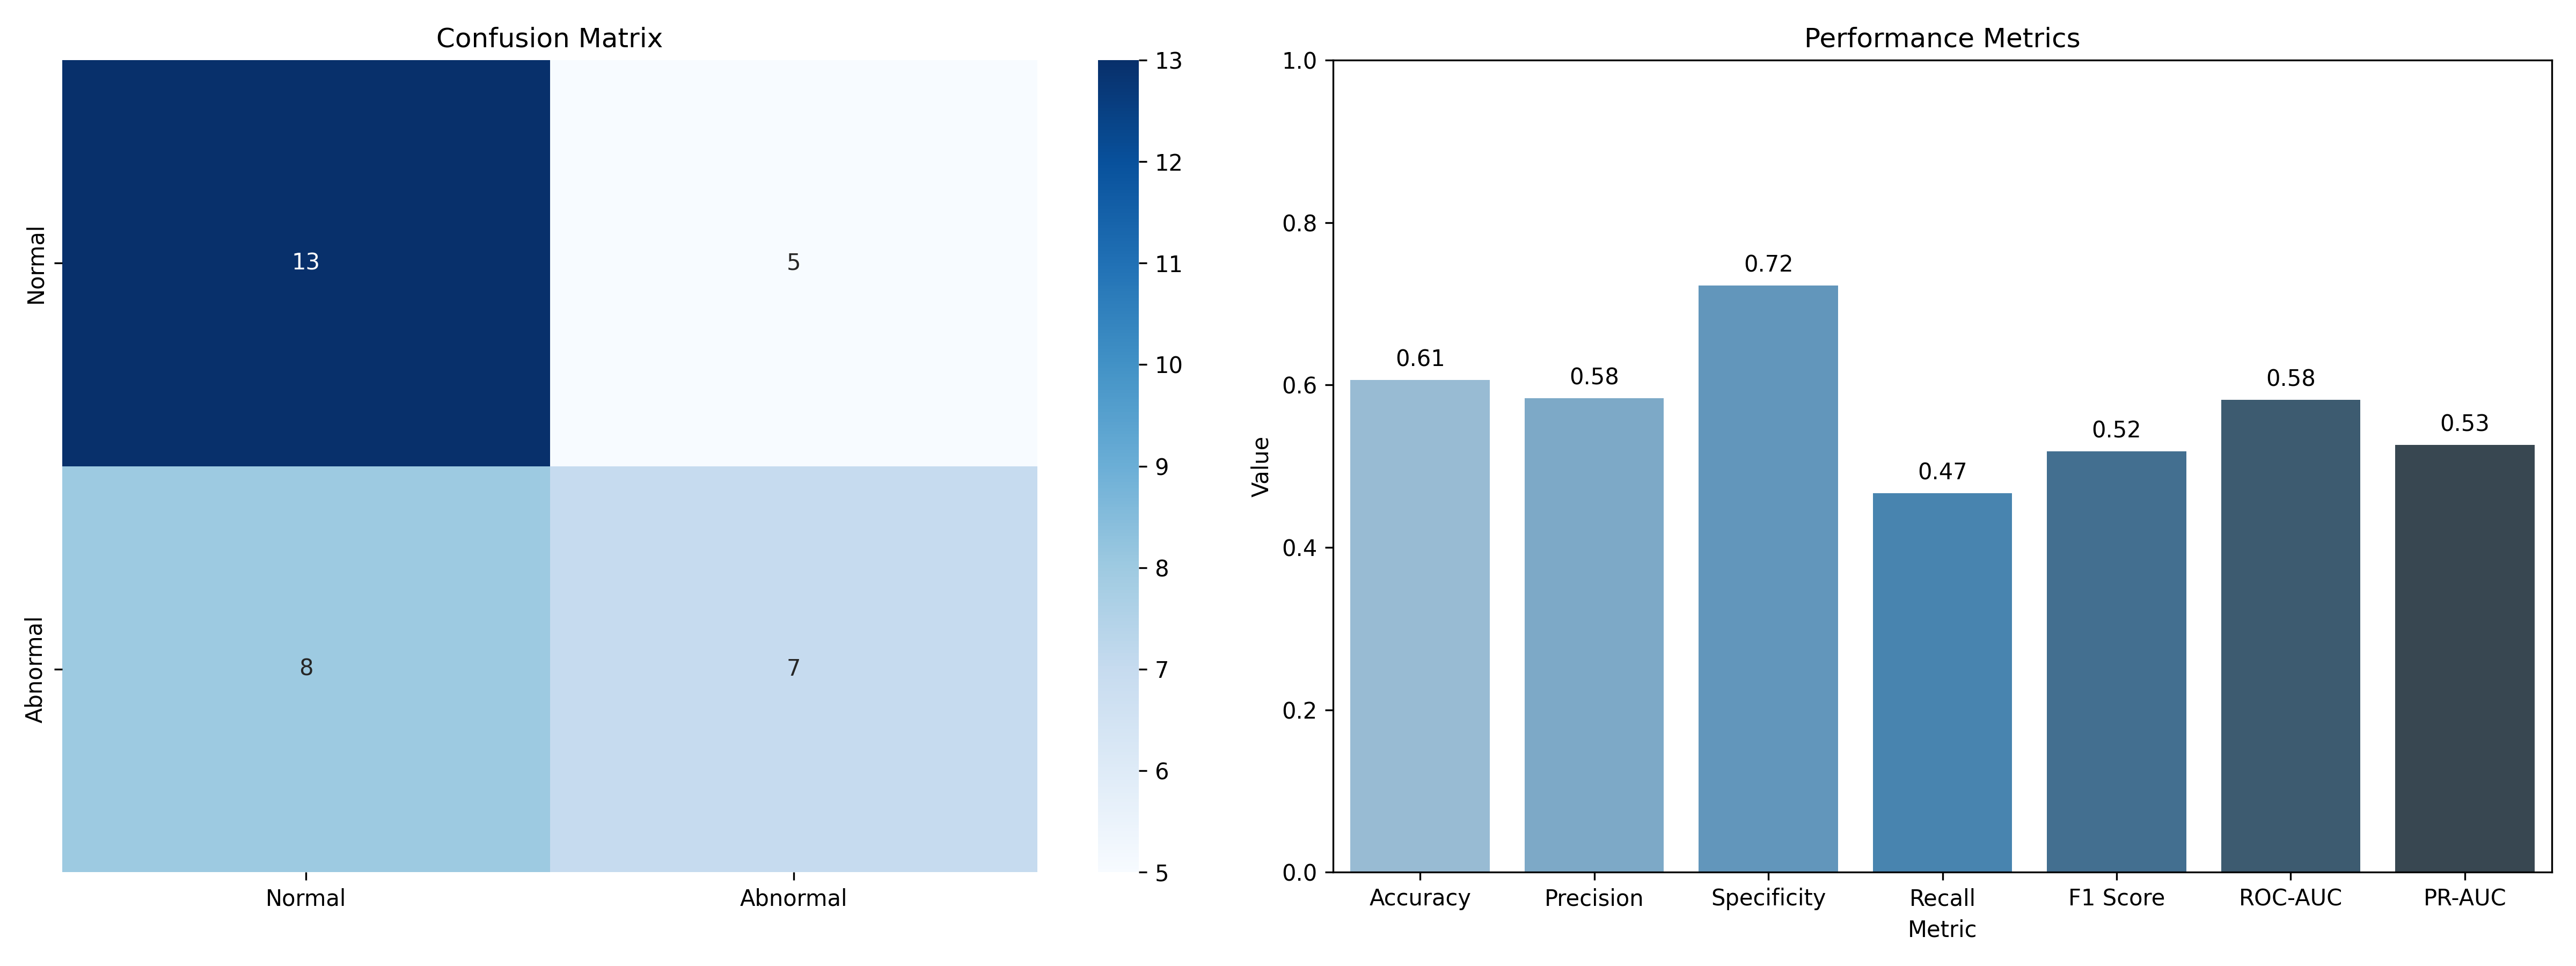 Confusion Matrix
Normal
Abnormal
13
5
8
7
Normal
Abnormal
13
12
11
10
9
8
7
6
5
Performance Metrics
Value
1.0
0.8
0.6
0.4
0.2
0.0
0.61
0.58
0.72
0.47
0.52
0.58
0.53
Accuracy
Precision
Specificity
Recall
F1 Score
ROC-AUC
PR-AUC
Metric